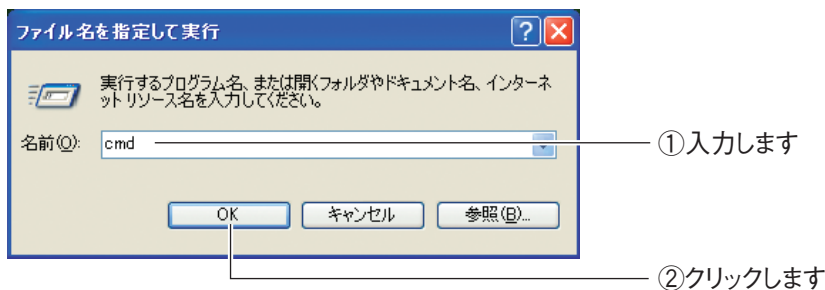 ファイル名を指定して実行
実行するプログラム名、または開くフォルダやドキュメント名、インターネ
ット リソース名を入力してください。
名前(O):
cmd
①入力します
OK
キャンセル
参照(B)...
②クリックします